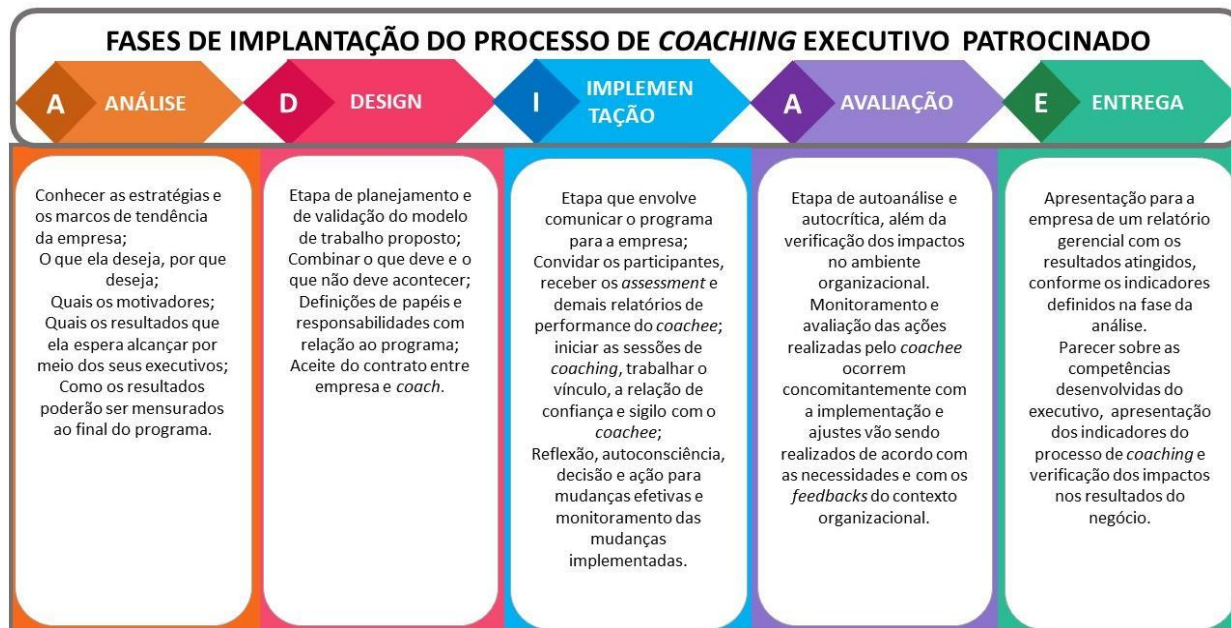 FASES DE IMPLANTAÇÃO DO PROCESSO DE COACHING EXECUTIVO PATROCINADO
A
ANÁLISE
D
DESIGN
I
IMPLEMEN
TAÇÃO
A
AVALIAÇÃO
E
ENTREGA
Conhecer as estratégias e
os marcos de tendência
da empresa;
O que ela deseja, por que
deseja;
Quais os motivadores;
Quais os resultados que
ela espera alcançar por
meio dos seus executivos;
Como os resultados
poderão ser mensurados
ao final do programa.
Etapa de planejamento e
de validação do modelo
de trabalho proposto;
Combinar o que deve e o
que não deve acontecer;
Definições de papéis e
responsabilidades com
relação ao programa;
Aceite do contrato entre
empresa e coach.
Etapa que envolve
comunicar o programa
para a empresa;
Convidar os participantes,
receber os assessment e
demais relatórios de
performance do coachee;
iniciar as sessões de
coaching, trabalhar o
vínculo, a relação de
confiança e sigilo com o
coachee;
Reflexão, autoconsciência,
decisão e ação para
mudanças efetivas e
monitoramento das
mudanças
implementadas.
Etapa de autoanálise e
autocrítica, além da
verificação dos impactos
no ambiente
organizacional.
Monitoramento e
avaliação das ações
realizadas pelo coachee
ocorrem
concomitantemente com
a implementação e
ajustes vão sendo
realizados de acordo com
as necessidades e com os
feedbacks do contexto
organizacional.
Apresentação para a
empresa de um relatório
gerencial com os
resultados atingidos,
conforme os indicadores
definidos na fase da
análise.
Parecer sobre as
competências
desenvolvidas do
executivo, apresentação
dos indicadores do
processo de coaching e
verificação dos impactos
nos resultados do
negócio.